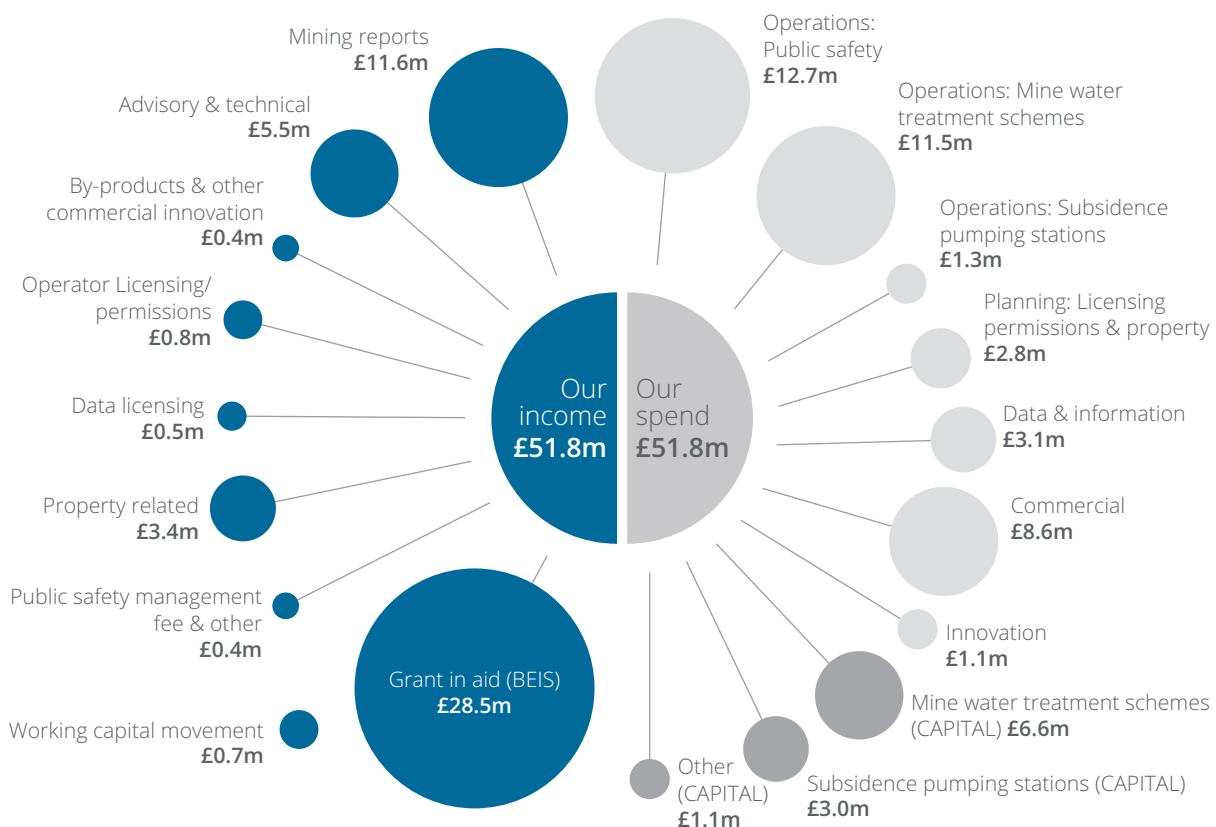 Mining reports
£11.6m
Advisory & technical
£5.5m
By-products & other
commercial innovation
£0.4m
Operator Licensing/
permissions
£0.8m
Data licensing
£0.5m
Property related
£3.4m
Public safety management
fee & other
£0.4m
Working capital movement
£0.7m
Grant in aid (BEIS)
£28.5m
Our
income
£51.8m
Our
spend
£51.8m
Operations:
Public safety
£12.7m
Operations: Mine water
treatment schemes
£11.5m
Operations: Subsidence
pumping stations
£1.3m
Planning: Licensing
permissions & property
£2.8m
Data & information
£3.1m
Commercial
£8.6m
Innovation
£1.1m
Mine water treatment schemes
(CAPITAL) £6.6m
Subsidence pumping stations (CAPITAL)
£3.0m
Other
(CAPITAL)
£1.1m